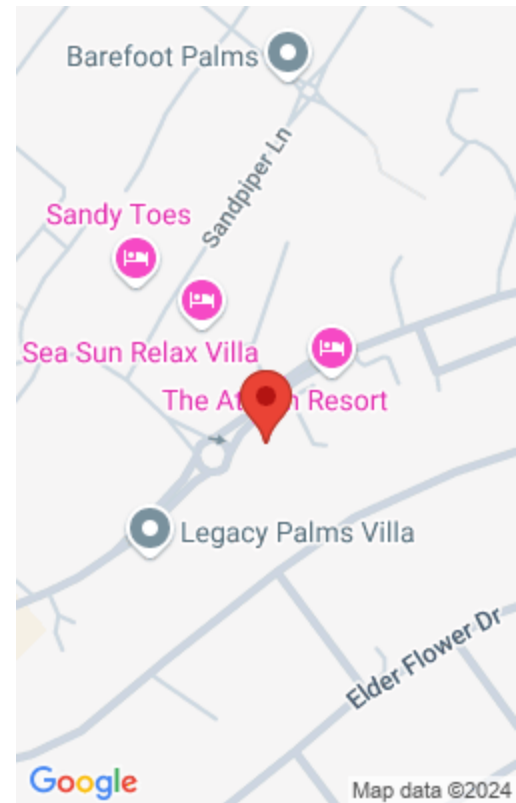 Barefoot Palms
Sandpiper Ln
Sandy Toes
Sea Sun Relax Villa
The Resort
Legacy Palms Villa
Elder Flower Dr
Google
Map data ©2024